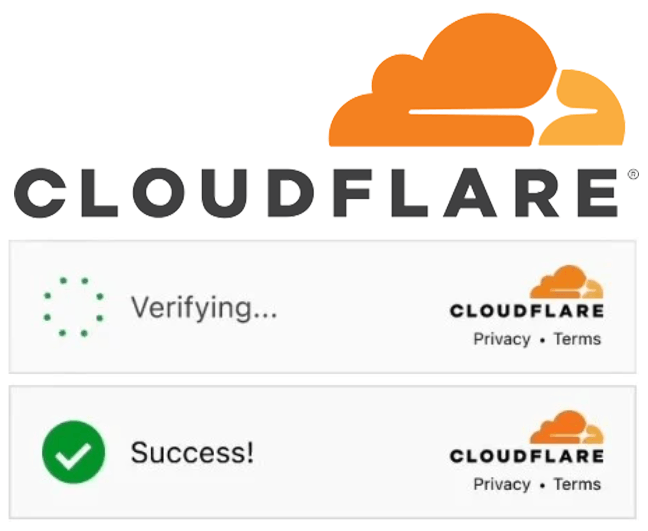 CLOUDFLARE®
Verifying...
CLOUDFLARE
Privacy • Terms
Success!
CLOUDFLARE
Privacy • Terms